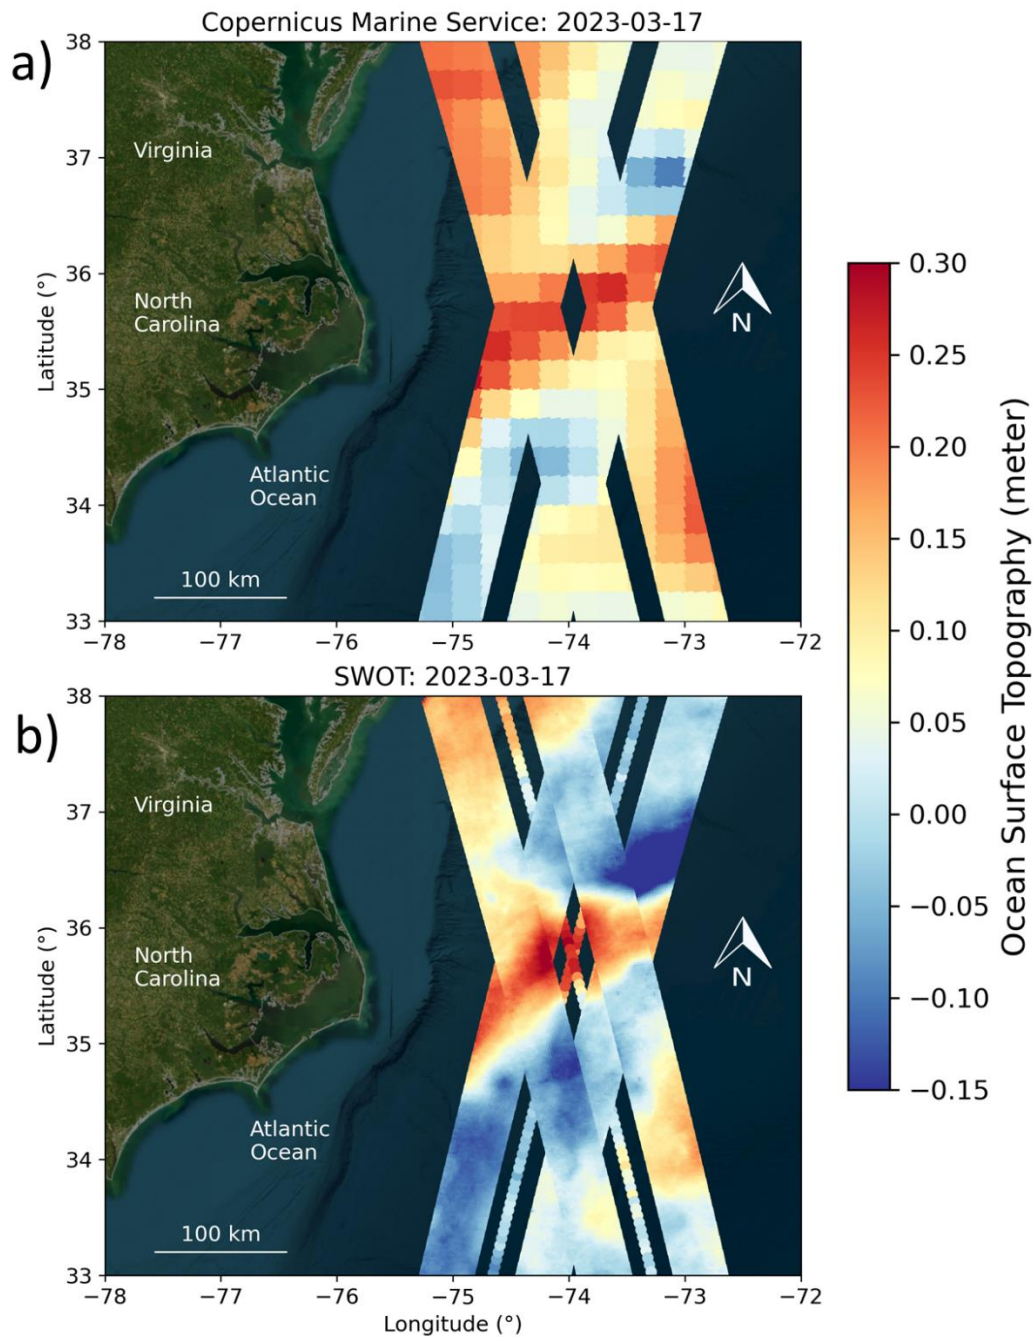 Copernicus Marine Service: 2023-03-17
a)
38
37
36
35
34
33
Latitude (°)
Virginia
North
Carolina
Atlantic
Ocean
100 km
N
−78
−77
−76
−75
−74
−73
−72
SWOT: 2023-03-17
b)
38
37
36
35
34
33
Latitude (°)
Virginia
North
Carolina
Atlantic
Ocean
100 km
N
−78
−77
−76
−75
−74
−73
−72
Longitude (°)
0.30
0.25
0.20
0.15
0.10
0.05
0.00
−0.05
−0.10
−0.15
Ocean Surface Topography (meter)